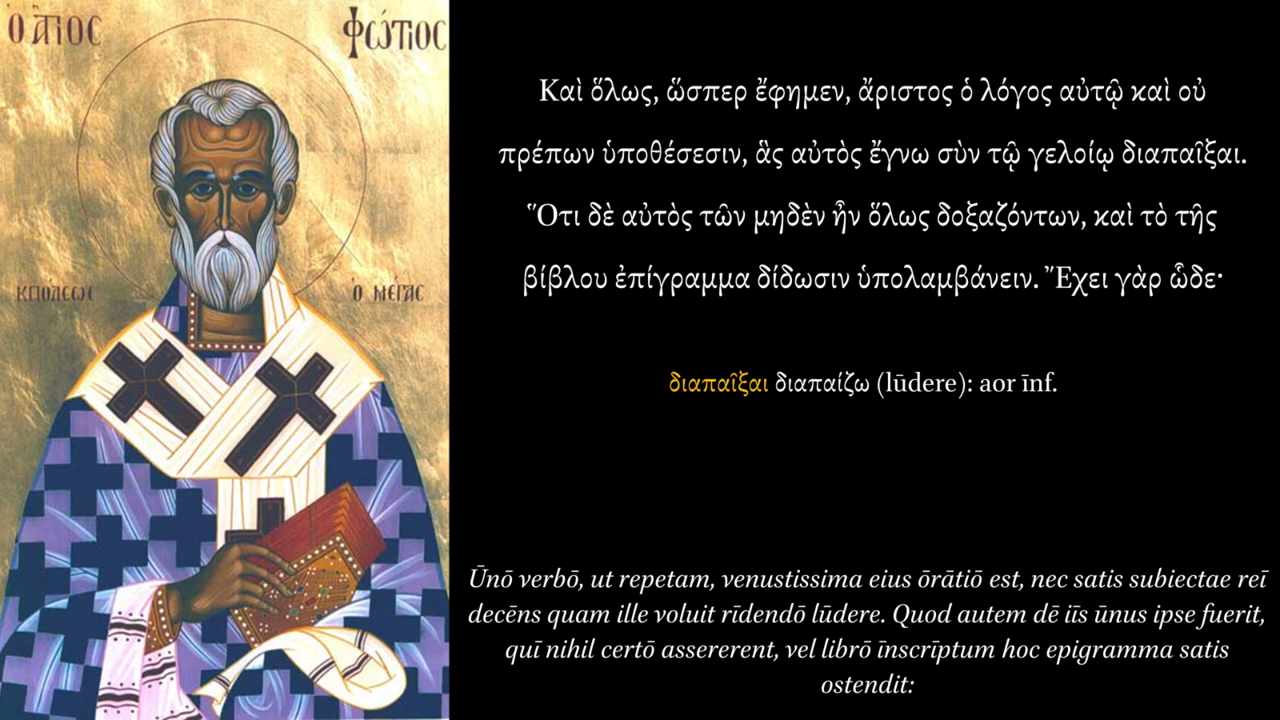 ὁ ἅΓΙΟC
ΦώΤΙΟC
ΚΠόΛΕΩC
ὁ ΜέΓΑC
Καὶ ὅλως, ὥσπερ ἔφημεν, ἄριστος ὁ λόγος αὐτῷ καὶ οὐ
πρέπων ὑποθέσεσιν, ἃς αὐτὸς ἔγνω σὺν τῷ γελοίῳ διαπαῖξαι.
Ὅτι δὲ αὐτὸς τῶν μηδὲν ἦν ὅλως δοξαζόντων, καὶ τὸ τῆς
βίβλου ἐπίγραμμα δίδωσιν ὑπολαμβάνειν. Ἔχει γὰρ ὧδε·
διαπαῖξαι διαπαίζω (lūdere): aor īnf.
Ūnō verbō, ut repetam, venustissima eius ōrātiō est, nec satis subiectae reī
decēns quam ille voluit rīdendō lūdere. Quod autem dē iīs ūnus ipse fuerit,
quī nihil certō assererent, vel librō īnscrīptum hoc epigramma satis
ostendit: